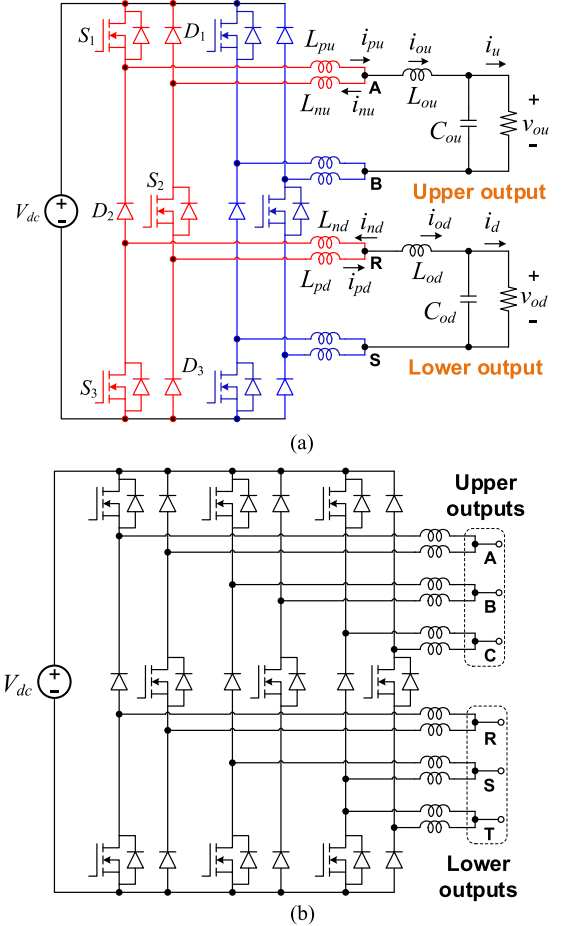 S1 D1
Lpu ipu iou iu
A
Lnu inu Lou
Cou + vou -
B
Upper output
Vdc + -
S2
D2
Lnd ind iod id
R
Lpd ipd Lod
Cod + vod -
S
Lower output
S3 D3
(a)
Upper
outputs
A
B
C
Vdc + -
R
S
T
Lower
outputs
(b)